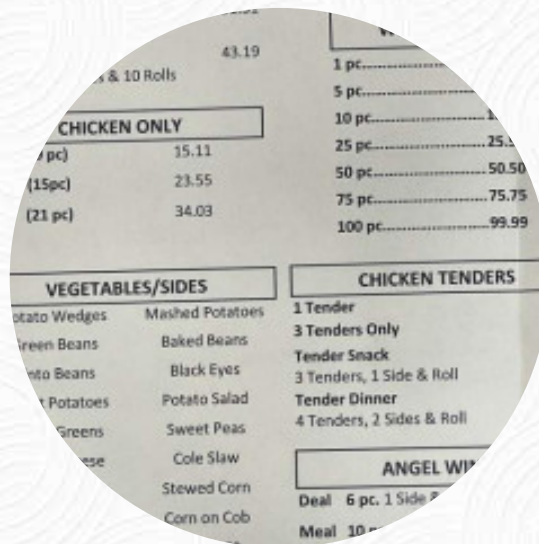 43.19
& 10 Rolls
CHICKEN ONLY
pc) 15.11
(15pc) 23.55
(21 pc) 34.03
1 pc.
5 pc.
10 pc.
25 pc. 25.
50 pc. 50.50
75 pc. 75.75
100 pc. 99.99
VEGETABLES/SIDES
Wedges Mashed Potatoes
Beans Baked Beans
Beans Black Eyes
Potatoes Potato Salad
Greens Sweet Peas
Cole Slaw
Stewed Corn
Corn on Cob
CHICKEN TENDERS
1 Tender
3 Tenders Only
Tender Snack
3 Tenders, 1 Side & Roll
Tender Dinner
4 Tenders, 2 Sides & Roll
ANGEL
Deal 6 pc. 1 Side &
Meal 10